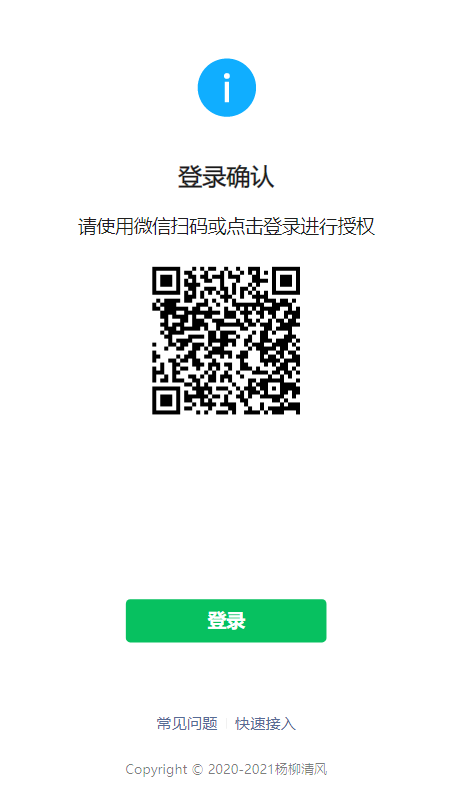 登录确认
请使用微信扫码或点击登录进行授权
登录
常见问题 | 快速接入
Copyright © 2020-2021杨柳清风